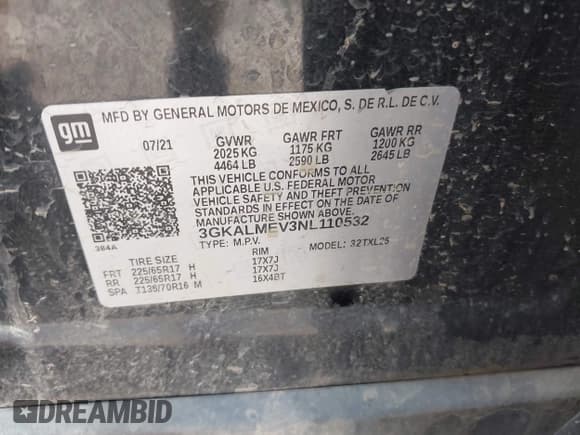 gm
MFD BY GENERAL MOTORS DE MEXICO, S. DE R.L. DE C.V.
07/21 GVWR GAWR FRT GAWR RR
2025 KG 1175 KG 1200 KG
4464 LB 2590 LB 2645 LB
THIS VEHICLE CONFORMS TO ALL
APPLICABLE U.S. FEDERAL MOTOR
VEHICLE SAFETY AND THEFT PREVENTION
STANDARDS IN EFFECT ON THE DATE OF
MANUFACTURE SHOWN ABOVE.
3GKALMEV3NL110532
384A
TYPE: M.P.V. MODEL: 32TXL26
TIRE SIZE RIM
FRT 225/65R17 H 17X7J
RR 225/65R17 H 17X7J
SPA T135/70R16 M 16X4BT
DREAMBID